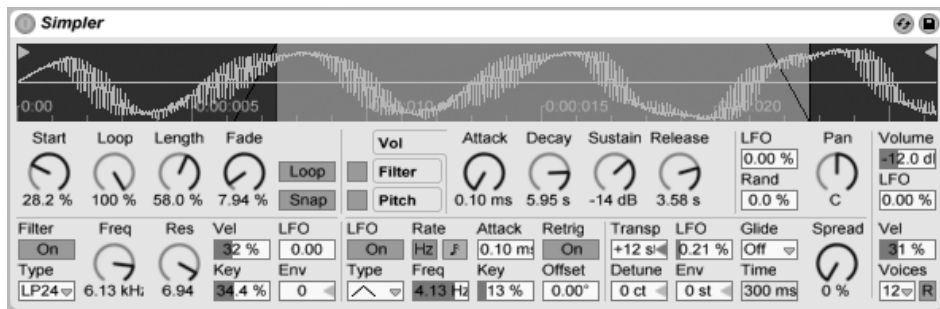 Simpler
0:00 0:00:005 0:00:010 0:00:015 0:00:020
Start Loop Length Fade Vol Attack Decay Sustain Release LFO Pan Volume
0.00 % -12.0 dB
Loop Filter Rand LFO
28.2 % 100 % 58.0 % 7.94 % Snap Pitch 0.10 ms 5.95 s -14 dB 3.58 s 0.0 % C 0.00 %
Filter Freq Res Vel LFO LFO Rate Attack Retrig Transp LFO Glide Spread Vel
On 32 % 0.00 On Hz 0.10 ms On +12 st 0.21 % Off 31 %
Type Key Env Type Freq Key Offset Detune Env Time Voices
LP24 6.13 kHz 6.94 34.4 % 0 4.13 Hz 13 % 0.00° 0 ct 0 st 300 ms 0 % 12 R